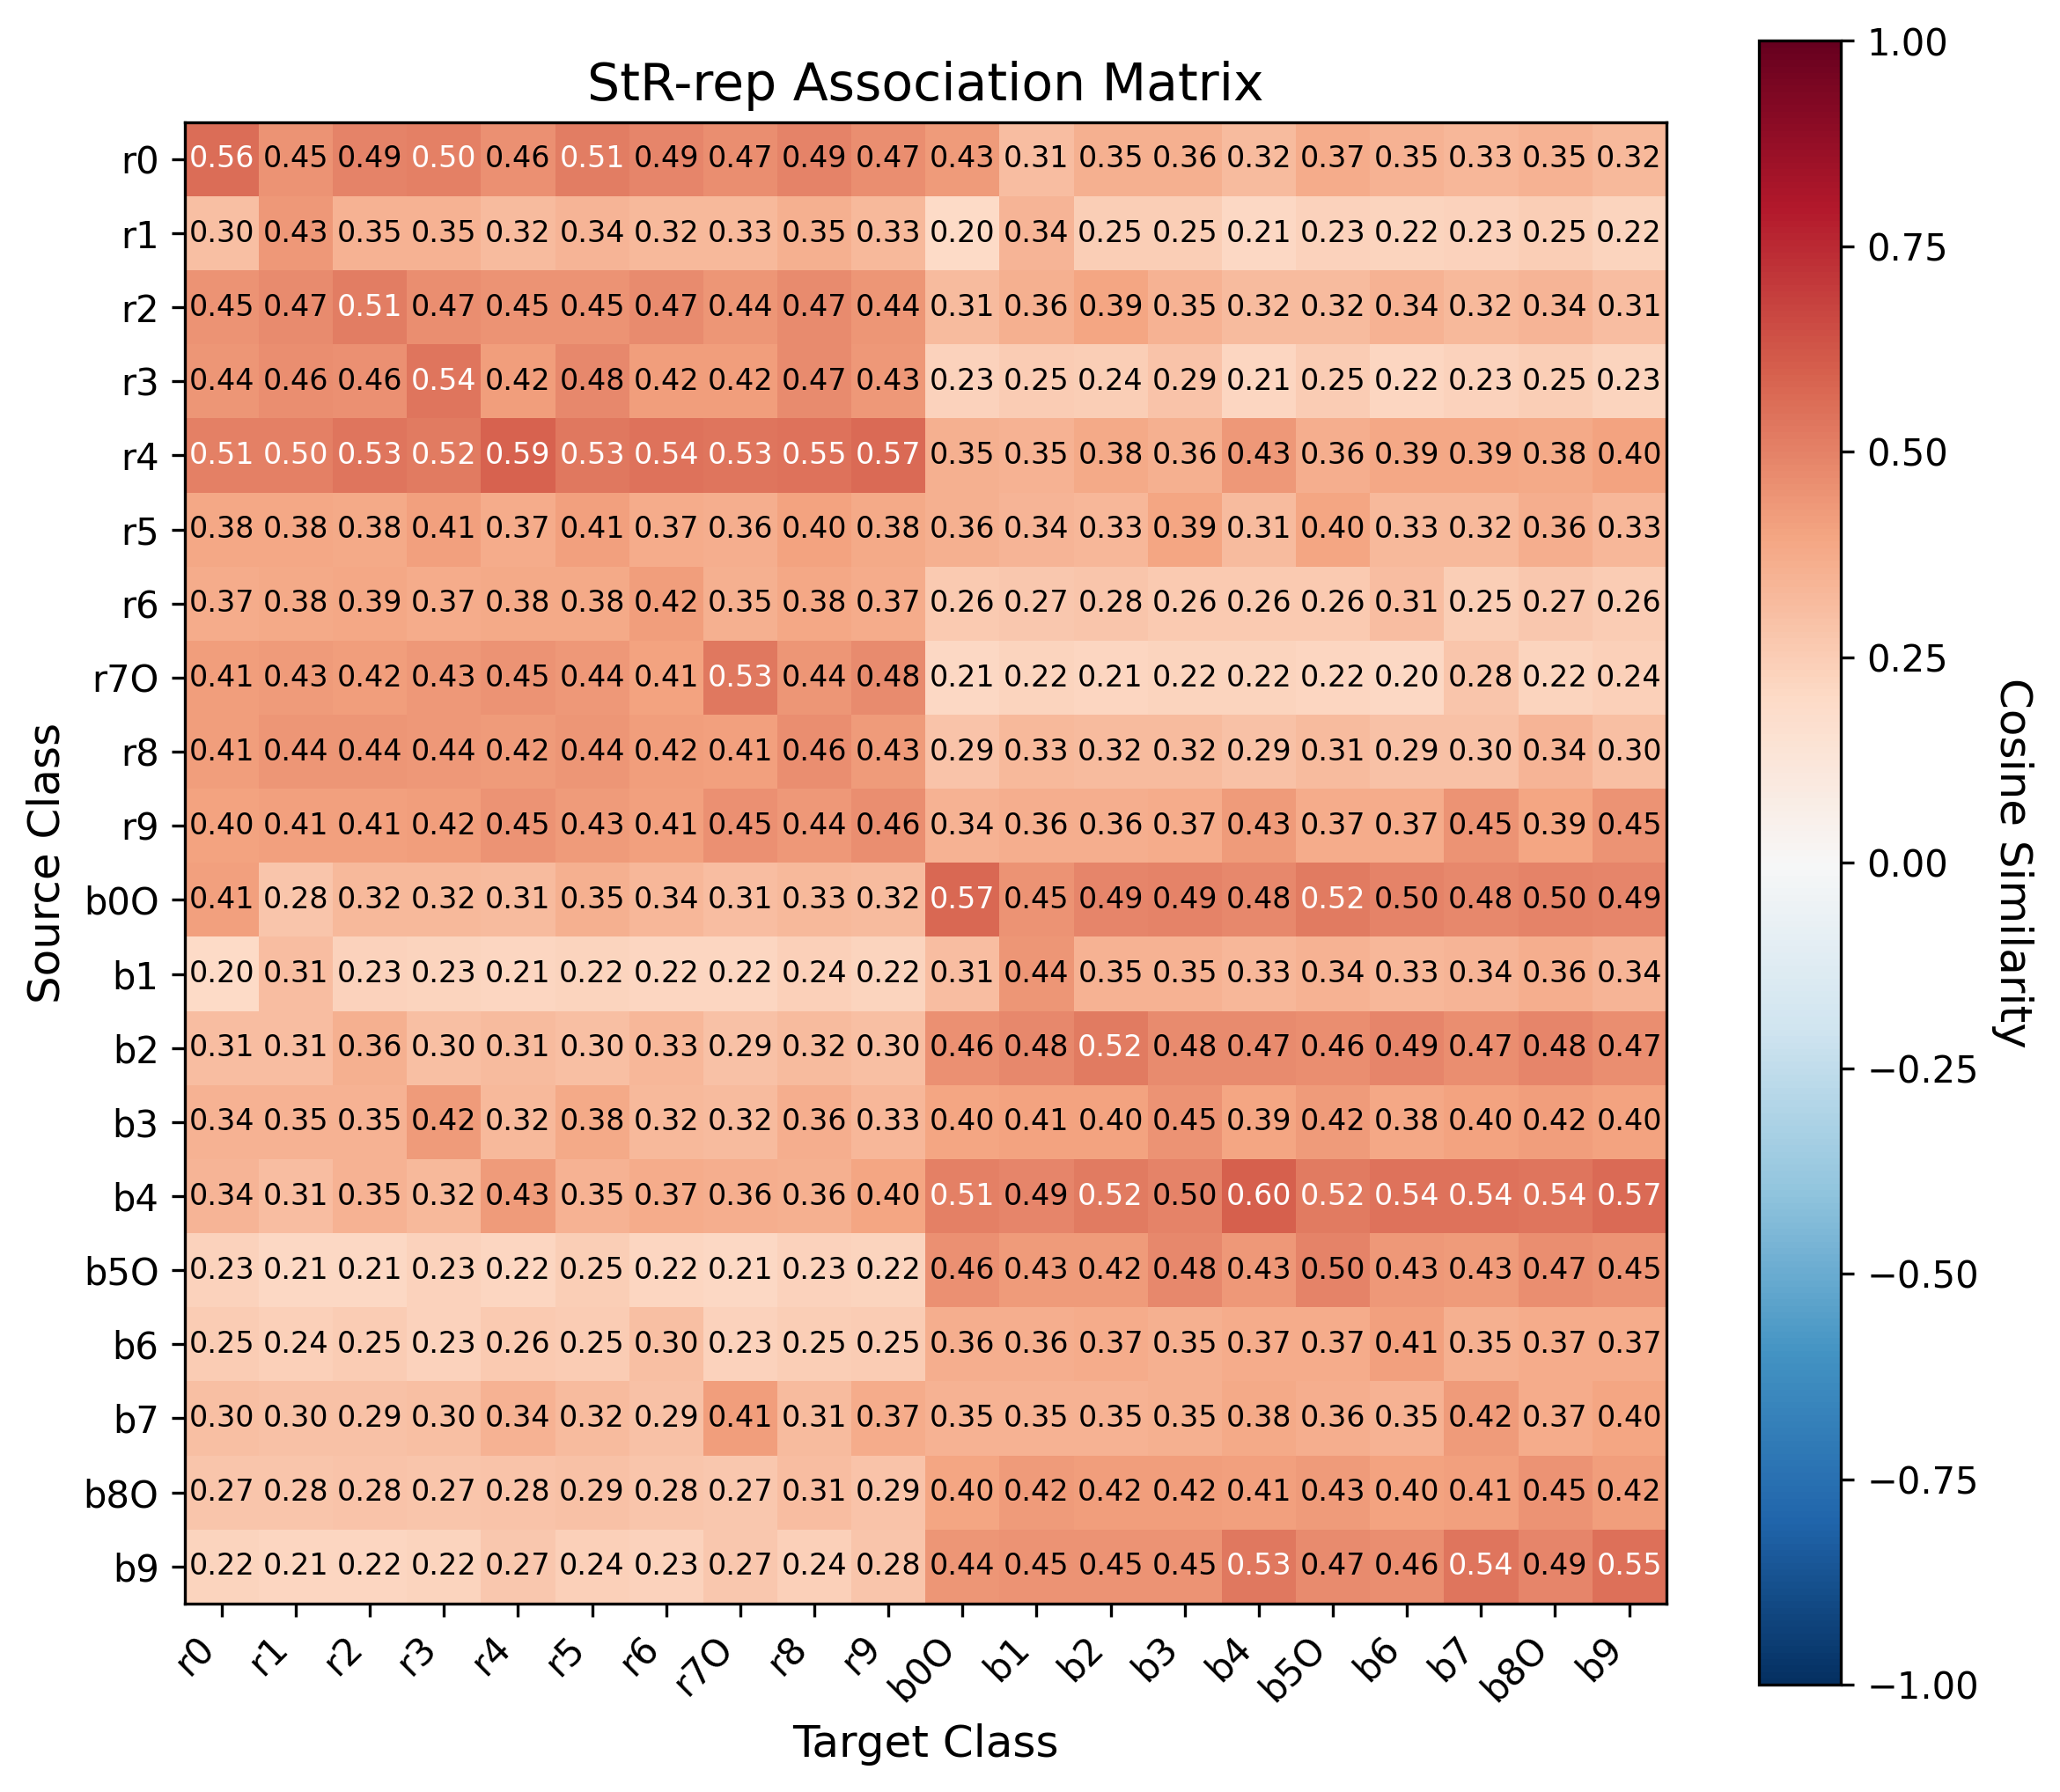 StR-rep Association Matrix
r0 0.56 0.45 0.49 0.50 0.46 0.51 0.49 0.47 0.49 0.47 0.43 0.31 0.35 0.36 0.32 0.37 0.35 0.33 0.35 0.32
r1 0.30 0.43 0.35 0.35 0.32 0.34 0.32 0.33 0.35 0.33 0.20 0.34 0.25 0.25 0.21 0.23 0.22 0.23 0.25 0.22
r2 0.45 0.47 0.51 0.47 0.45 0.45 0.47 0.44 0.47 0.44 0.31 0.36 0.39 0.35 0.32 0.32 0.34 0.32 0.34 0.31
r3 0.44 0.46 0.46 0.54 0.42 0.48 0.42 0.42 0.47 0.43 0.23 0.25 0.24 0.29 0.21 0.25 0.22 0.23 0.25 0.23
r4 0.51 0.50 0.53 0.52 0.59 0.53 0.54 0.53 0.55 0.57 0.35 0.35 0.38 0.36 0.43 0.36 0.39 0.39 0.38 0.40
r5 0.38 0.38 0.38 0.41 0.37 0.41 0.37 0.36 0.40 0.38 0.36 0.34 0.33 0.39 0.31 0.40 0.33 0.32 0.36 0.33
r6 0.37 0.38 0.39 0.37 0.38 0.38 0.42 0.35 0.38 0.37 0.26 0.27 0.28 0.26 0.26 0.26 0.31 0.25 0.27 0.26
r7O 0.41 0.43 0.42 0.43 0.45 0.44 0.41 0.53 0.44 0.48 0.21 0.22 0.21 0.22 0.22 0.22 0.20 0.28 0.22 0.24
r8 0.41 0.44 0.44 0.44 0.42 0.44 0.42 0.41 0.46 0.43 0.29 0.33 0.32 0.32 0.29 0.31 0.29 0.30 0.34 0.30
r9 0.40 0.41 0.41 0.42 0.45 0.43 0.41 0.45 0.44 0.46 0.34 0.36 0.36 0.37 0.43 0.37 0.37 0.45 0.39 0.45
b0O 0.41 0.28 0.32 0.32 0.31 0.35 0.34 0.31 0.33 0.32 0.57 0.45 0.49 0.49 0.48 0.52 0.50 0.48 0.50 0.49
b1 0.20 0.31 0.23 0.23 0.21 0.22 0.22 0.22 0.24 0.22 0.31 0.44 0.35 0.35 0.33 0.34 0.33 0.34 0.36 0.34
b2 0.31 0.31 0.36 0.30 0.31 0.30 0.33 0.29 0.32 0.30 0.46 0.48 0.52 0.48 0.47 0.46 0.49 0.47 0.48 0.47
b3 0.34 0.35 0.35 0.42 0.32 0.38 0.32 0.32 0.36 0.33 0.40 0.41 0.40 0.45 0.39 0.42 0.38 0.40 0.42 0.40
b4 0.34 0.31 0.35 0.32 0.43 0.35 0.37 0.36 0.36 0.40 0.51 0.49 0.52 0.50 0.60 0.52 0.54 0.54 0.54 0.57
b5O 0.23 0.21 0.21 0.23 0.22 0.25 0.22 0.21 0.23 0.22 0.46 0.43 0.42 0.48 0.43 0.50 0.43 0.43 0.47 0.45
b6 0.25 0.24 0.25 0.23 0.26 0.25 0.30 0.23 0.25 0.25 0.36 0.36 0.37 0.35 0.37 0.37 0.41 0.35 0.37 0.37
b7 0.30 0.30 0.29 0.30 0.34 0.32 0.29 0.41 0.31 0.37 0.35 0.35 0.35 0.35 0.38 0.36 0.35 0.42 0.37 0.40
b8O 0.27 0.28 0.28 0.27 0.28 0.29 0.28 0.27 0.31 0.29 0.40 0.42 0.42 0.42 0.41 0.43 0.40 0.41 0.45 0.42
b9 0.22 0.21 0.22 0.22 0.27 0.24 0.23 0.27 0.24 0.28 0.44 0.45 0.45 0.45 0.53 0.47 0.46 0.54 0.49 0.55
r0 r1 r2 r3 r4 r5 r6 r7O r8 r9 b0O b1 b2 b3 b4 b5O b6 b7 b8O b9
Target Class
Source Class
1.00
0.75
0.50
0.25
0.00
−0.25
−0.50
−0.75
−1.00
Cosine Similarity